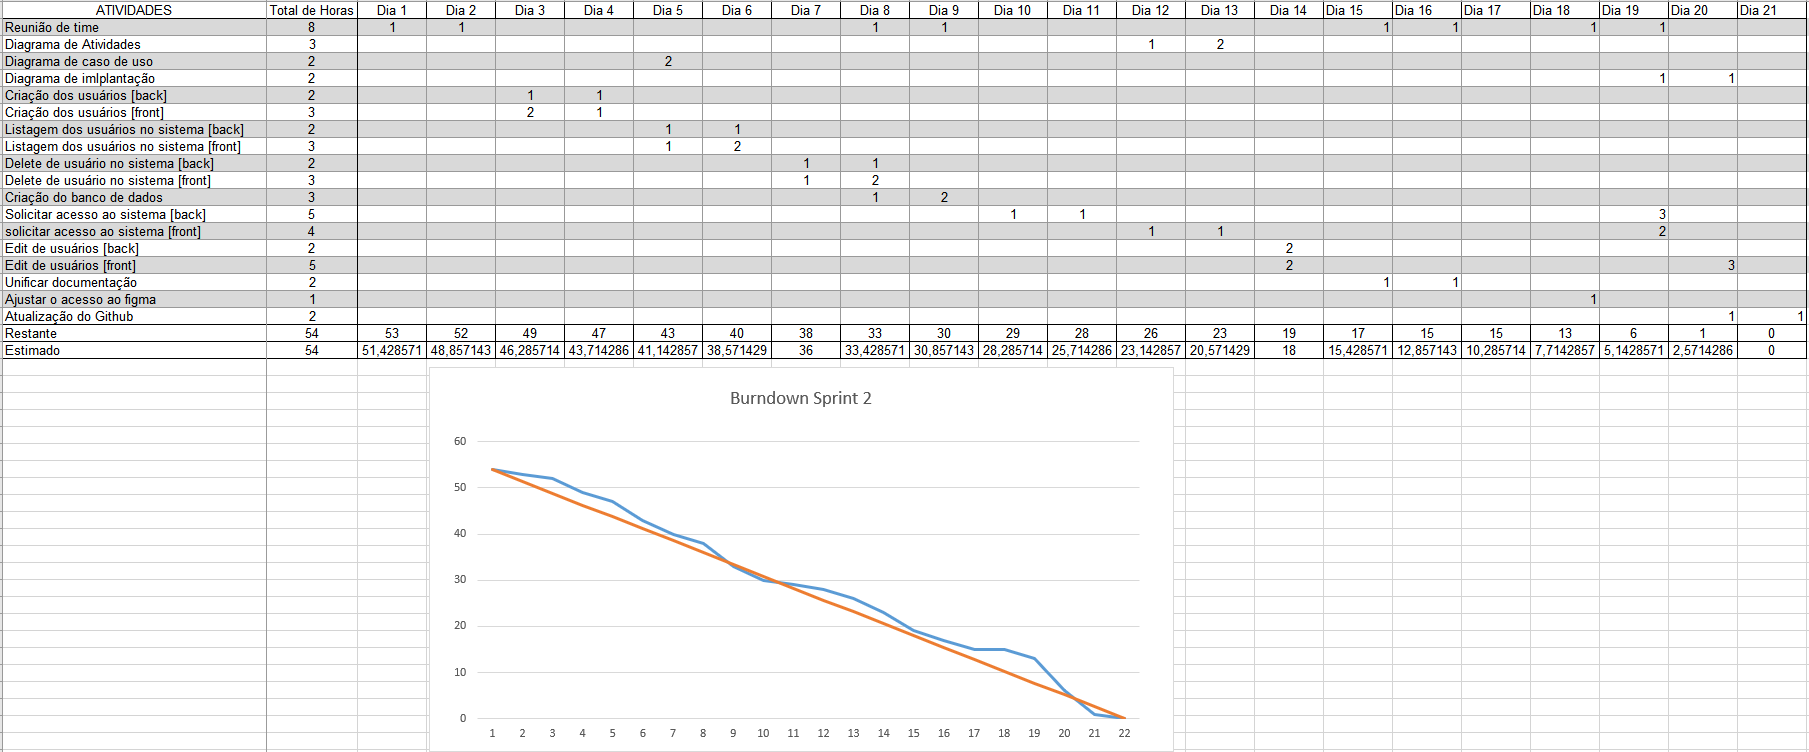 ATIVIDADES Total de Horas Dia 1 Dia 2 Dia 3 Dia 4 Dia 5 Dia 6 Dia 7 Dia 8 Dia 9 Dia 10 Dia 11 Dia 12 Dia 13 Dia 14 Dia 15 Dia 16 Dia 17 Dia 18 Dia 19 Dia 20 Dia 21
Reunião de time 8 1 1 1 1 1 1 1 1
Diagrama de Atividades 3 1 2
Diagrama de caso de uso 2 2
Diagrama de imlplantação 2 1 1
Criação dos usuários [back] 2 1 1
Criação dos usuários [front] 3 2 1
Listagem dos usuários no sistema [back] 2 1 1
Listagem dos usuários no sistema [front] 3 1 2
Delete de usuário no sistema [back] 2 1 1
Delete de usuário no sistema [front] 3 1 2
Criação do banco de dados 3 1 2
Solicitar acesso ao sistema [back] 5 1 1 3
solicitar acesso ao sistema [front] 4 1 1 2
Edit de usuários [back] 2 2
Edit de usuários [front] 5 2 3
Unificar documentação 2 1 1
Ajustar o acesso ao figma 1 1
Atualização do Github 2 1 1
Restante 54 53 52 49 47 43 40 38 33 30 29 28 26 23 19 17 15 15 13 6 1 0
Estimado 54 51,428571 48,857143 46,285714 43,714286 41,142857 38,571429 36 33,428571 30,857143 28,285714 25,714286 23,142857 20,571429 18 15,428571 12,857143 10,285714 7,7142857 5,1428571 2,5714286 0
Burndown Sprint 2
60
50
40
30
20
10
0
1 2 3 4 5 6 7 8 9 10 11 12 13 14 15 16 17 18 19 20 21 22